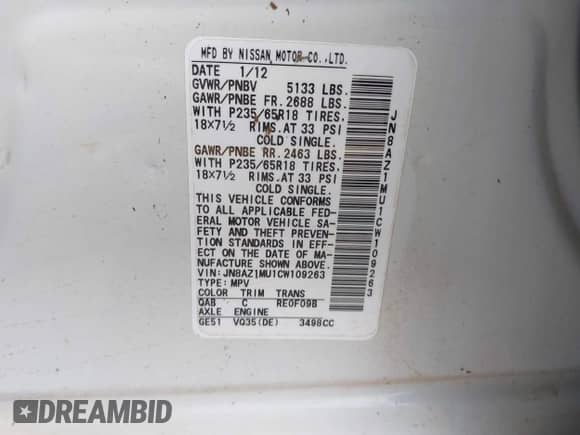 MFD BY NISSAN MOTOR CO.,LTD.
DATE 1/12
GVWR/PNBV 5133 LBS.
GAWR/PNBE FR. 2688 LBS.
WITH P235/65R18 TIRES.
18×7½ RIMS.AT 33 PSI
COLD SINGLE.
GAWR/PNBE RR. 2463 LBS.
WITH P235/65R18 TIRES.
18×7½ RIMS.AT 33 PSI
COLD SINGLE.
THIS VEHICLE CONFORMS
TO ALL APPLICABLE FED-
ERAL MOTOR VEHICLE SA-
FETY AND THEFT PREVEN-
TION STANDARDS IN EFF-
ECT ON THE DATE OF MA-
NUFACTURE SHOWN ABOVE.
VIN: JN8AZ1MU1CW109263
TYPE: MPV
COLOR TRIM TRANS
QAB C RE0F09B
AXLE ENGINE
GE51 VQ35(DE) 3498CC
JN8AZ1MU1CW109263
DREAMBID